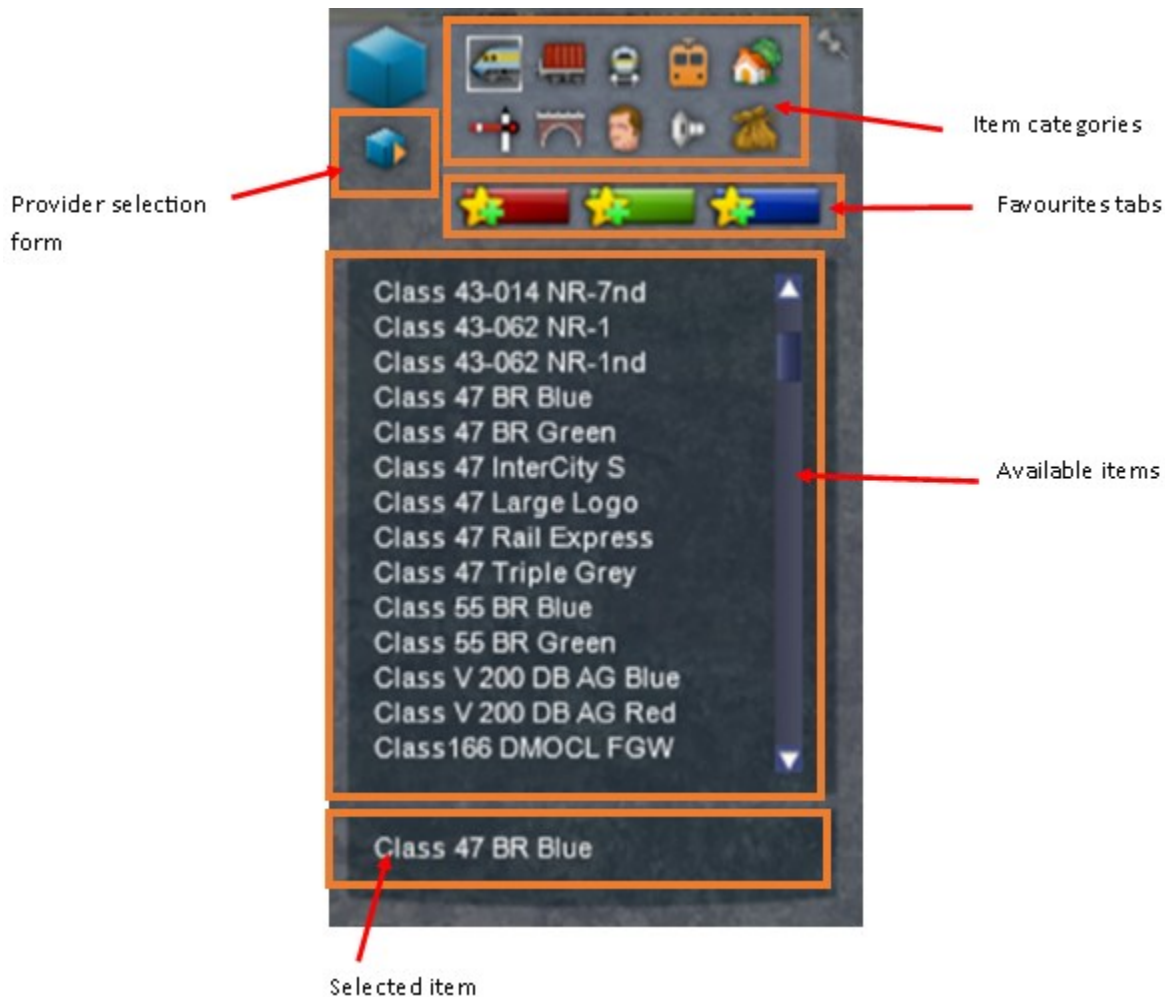 Item categories
Provider selection
form
Favourites tabs
Class 43-014 NR-7nd
Class 43-062 NR-1
Class 43-062 NR-1nd
Class 47 BR Blue
Class 47 BR Green
Class 47 InterCity S
Class 47 Large Logo
Class 47 Rail Express
Class 47 Triple Grey
Class 55 BR Blue
Class 55 BR Green
Class V 200 DB AG Blue
Class V 200 DB AG Red
Class166 DMOCL FGW
Available items
Class 47 BR Blue
Selected item